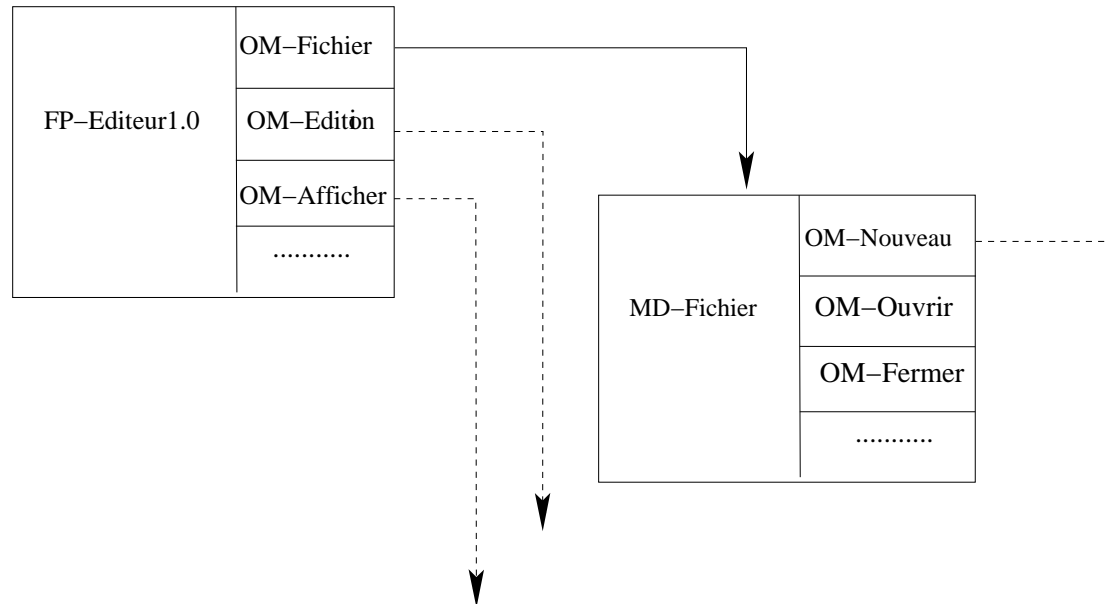 FP−Editeur1.0
OM−Fichier
OM−Edition
OM−Afficher
...........
MD−Fichier
OM−Nouveau
OM−Ouvrir
OM−Fermer
...........